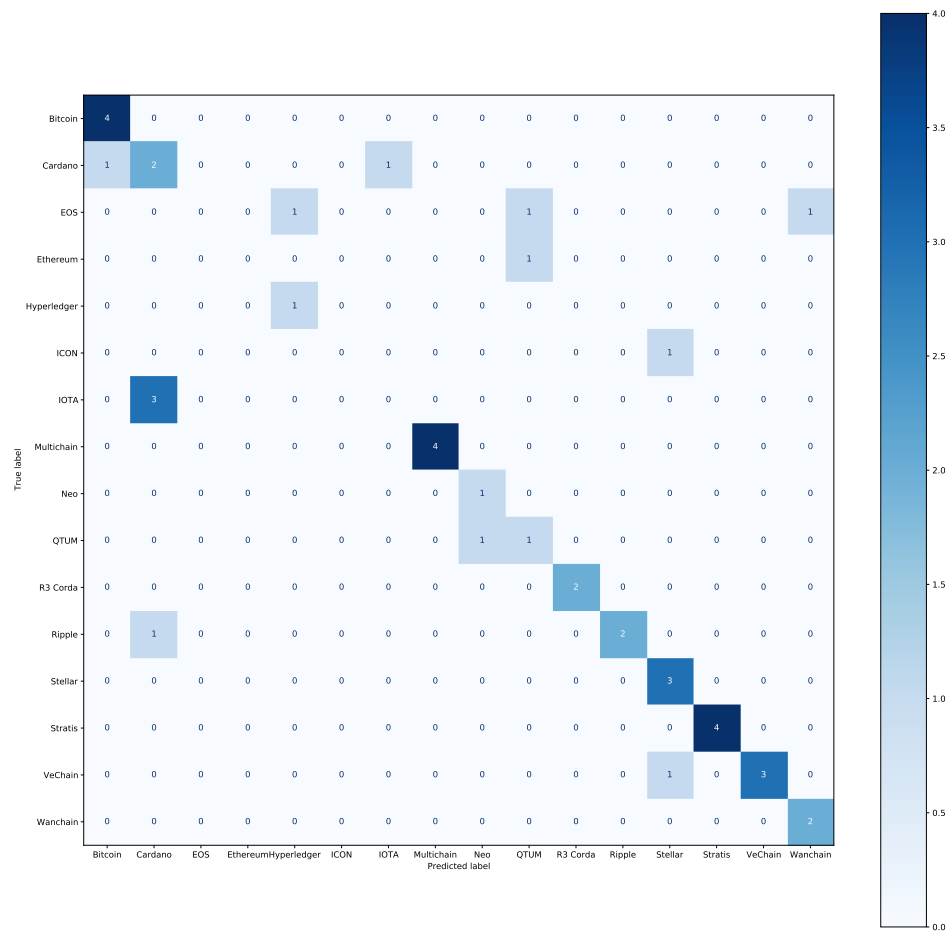 4.0
3.5
3.0
2.5
2.0
1.5
1.0
0.5
0.0
True label
Bitcoin 4 0 0 0 0 0 0 0 0 0 0 0 0 0 0 0
Cardano 1 2 0 0 0 0 1 0 0 0 0 0 0 0 0 0
EOS 0 0 0 0 1 0 0 0 0 1 0 0 0 0 0 1
Ethereum 0 0 0 0 0 0 0 0 0 1 0 0 0 0 0 0
Hyperledger 0 0 0 0 1 0 0 0 0 0 0 0 0 0 0 0
ICON 0 0 0 0 0 0 0 0 0 0 0 0 1 0 0 0
IOTA 0 3 0 0 0 0 0 0 0 0 0 0 0 0 0 0
Multichain 0 0 0 0 0 0 0 4 0 0 0 0 0 0 0 0
Neo 0 0 0 0 0 0 0 0 1 0 0 0 0 0 0 0
QTUM 0 0 0 0 0 0 0 0 1 1 0 0 0 0 0 0
R3 Corda 0 0 0 0 0 0 0 0 0 0 2 0 0 0 0 0
Ripple 0 1 0 0 0 0 0 0 0 0 0 2 0 0 0 0
Stellar 0 0 0 0 0 0 0 0 0 0 0 0 3 0 0 0
Stratis 0 0 0 0 0 0 0 0 0 0 0 0 0 4 0 0
VeChain 0 0 0 0 0 0 0 0 0 0 0 0 1 0 3 0
Wanchain 0 0 0 0 0 0 0 0 0 0 0 0 0 0 0 2
Bitcoin Cardano EOS Ethereum Hyperledger ICON IOTA Multichain Neo QTUM R3 Corda Ripple Stellar Stratis VeChain Wanchain
Predicted label